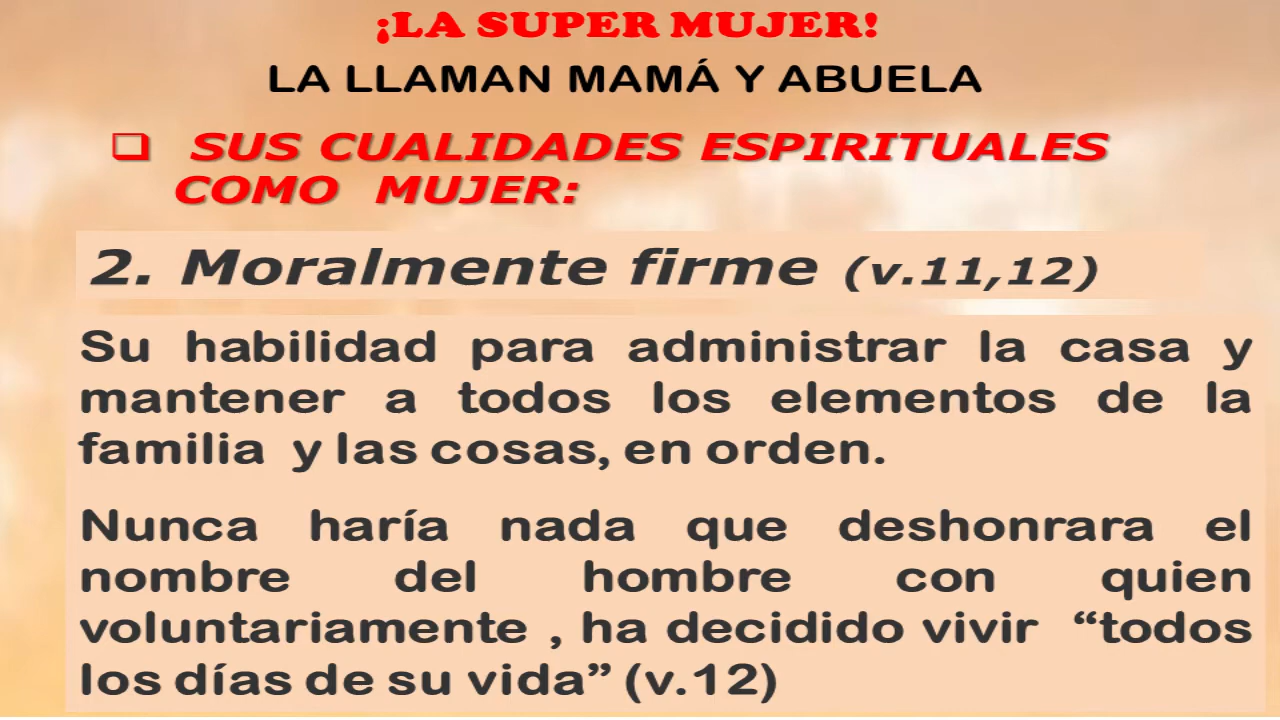 ¡LA SUPER MUJER!
LA LLAMAN MAMÁ Y ABUELA
❑ SUS CUALIDADES ESPIRITUALES
COMO MUJER:
2. Moralmente firme (v.11,12)
Su habilidad para administrar la casa y
mantener a todos los elementos de la
familia y las cosas, en orden.
Nunca haría nada que deshonrara el
nombre del hombre con quien
voluntariamente , ha decidido vivir “todos
los días de su vida” (v.12)